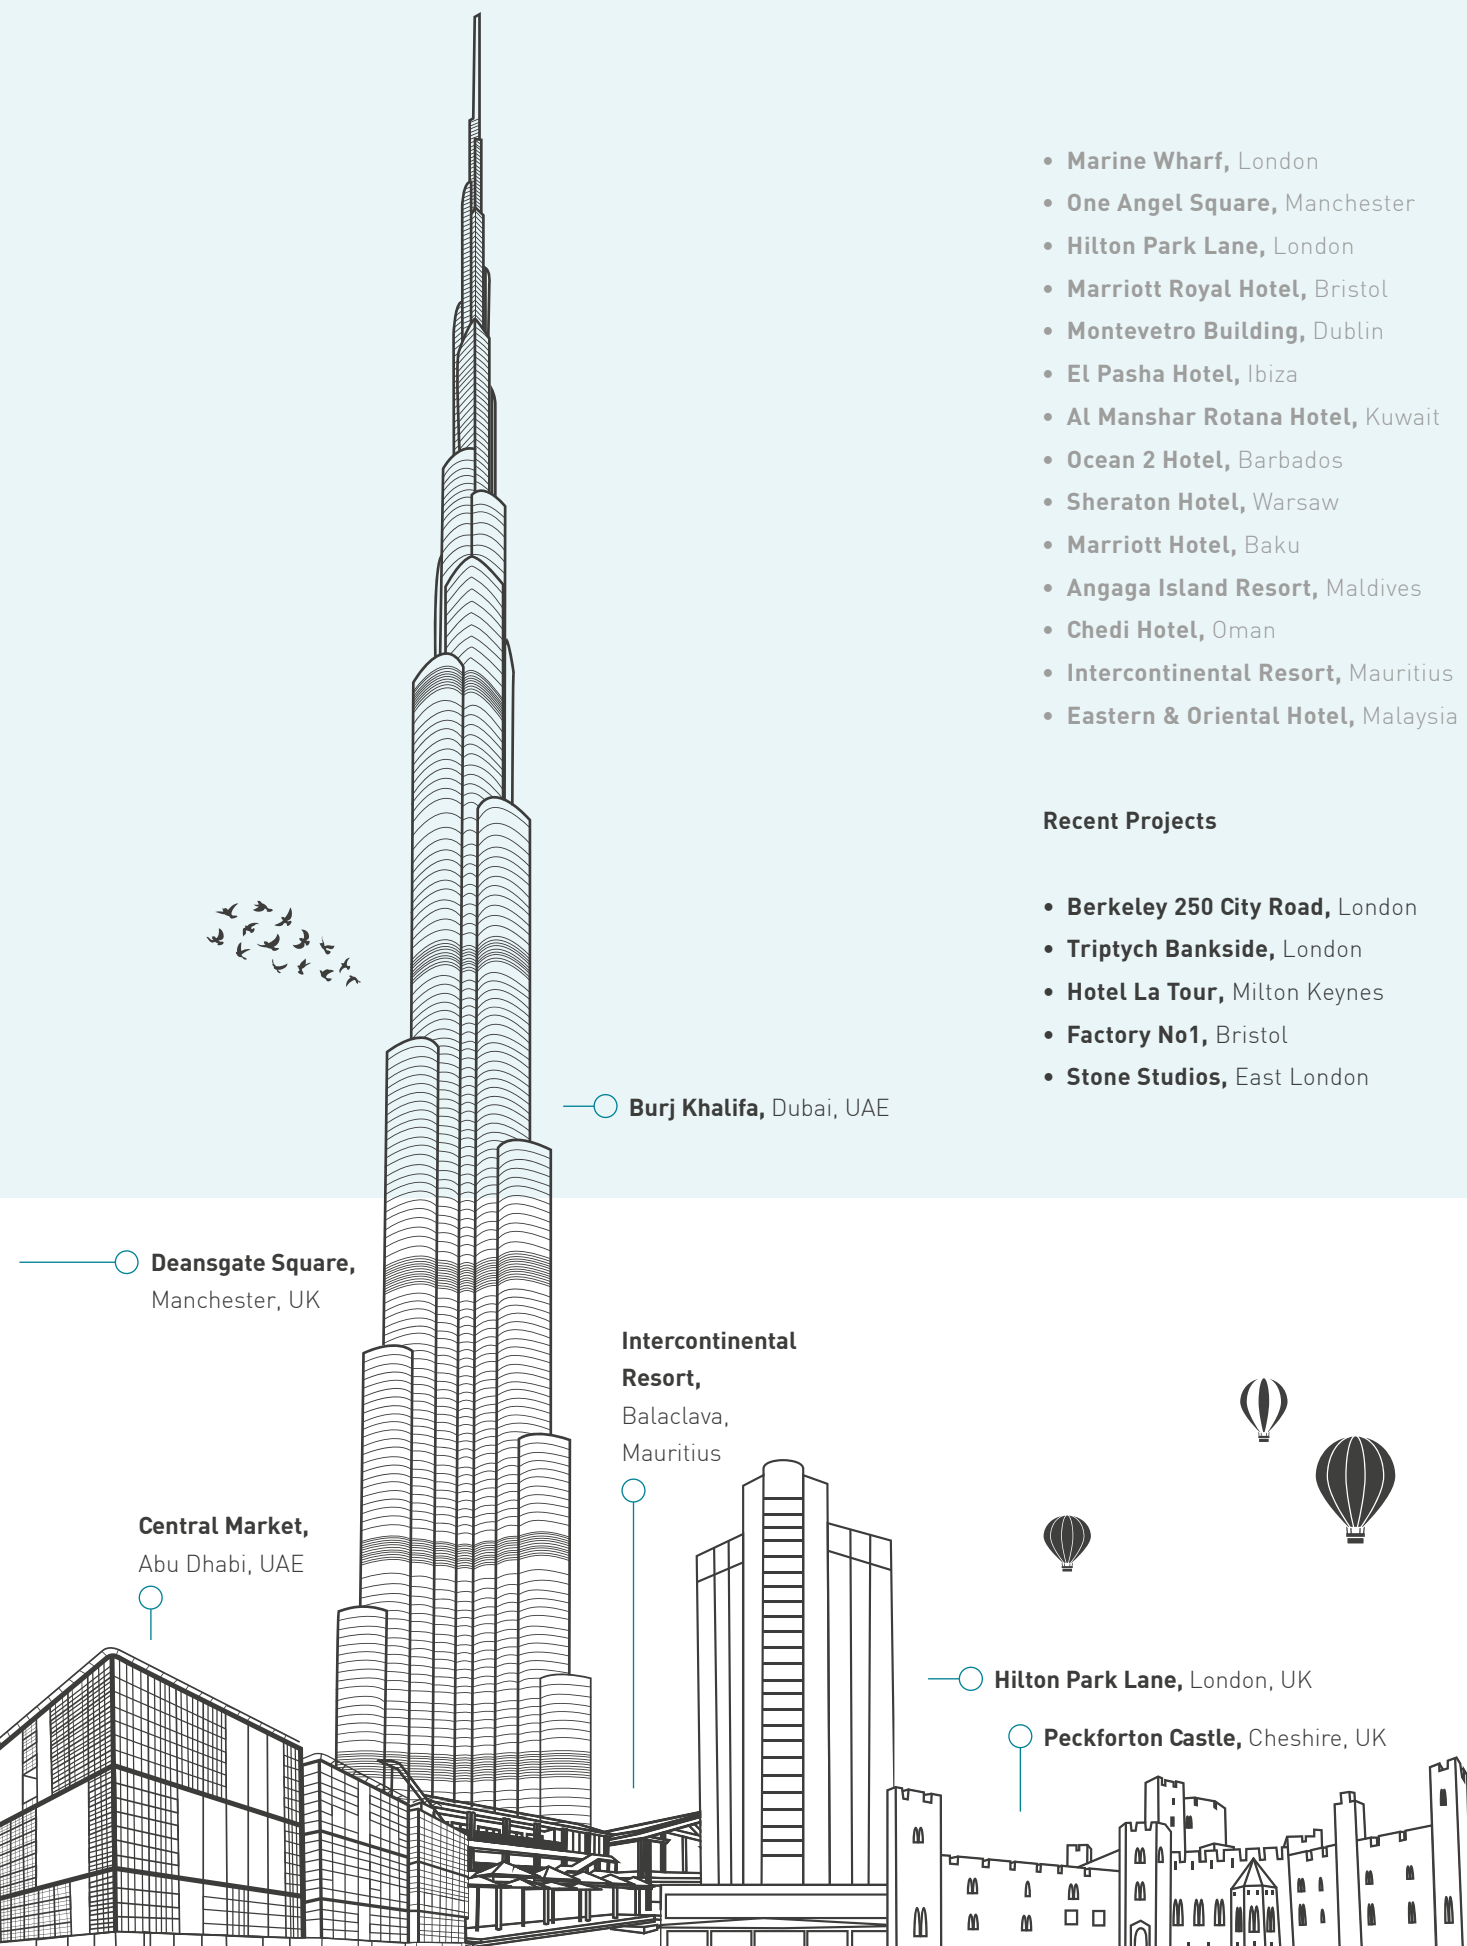 • Marine Wharf, London
• One Angel Square, Manchester
• Hilton Park Lane, London
• Marriott Royal Hotel, Bristol
• Montevetro Building, Dublin
• El Pasha Hotel, Ibiza
• Al Manshar Rotana Hotel, Kuwait
• Ocean 2 Hotel, Barbados
• Sheraton Hotel, Warsaw
• Marriott Hotel, Baku
• Angaga Island Resort, Maldives
• Chedi Hotel, Oman
• Intercontinental Resort, Mauritius
• Eastern & Oriental Hotel, Malaysia
Recent Projects
• Berkeley 250 City Road, London
• Triptych Bankside, London
• Hotel La Tour, Milton Keynes
• Factory No1, Bristol
• Stone Studios, East London
Burj Khalifa, Dubai, UAE
Deansgate Square,
Manchester, UK
Intercontinental
Resort,
Balaclava,
Mauritius
Central Market,
Abu Dhabi, UAE
Hilton Park Lane, London, UK
Peckforton Castle, Cheshire, UK